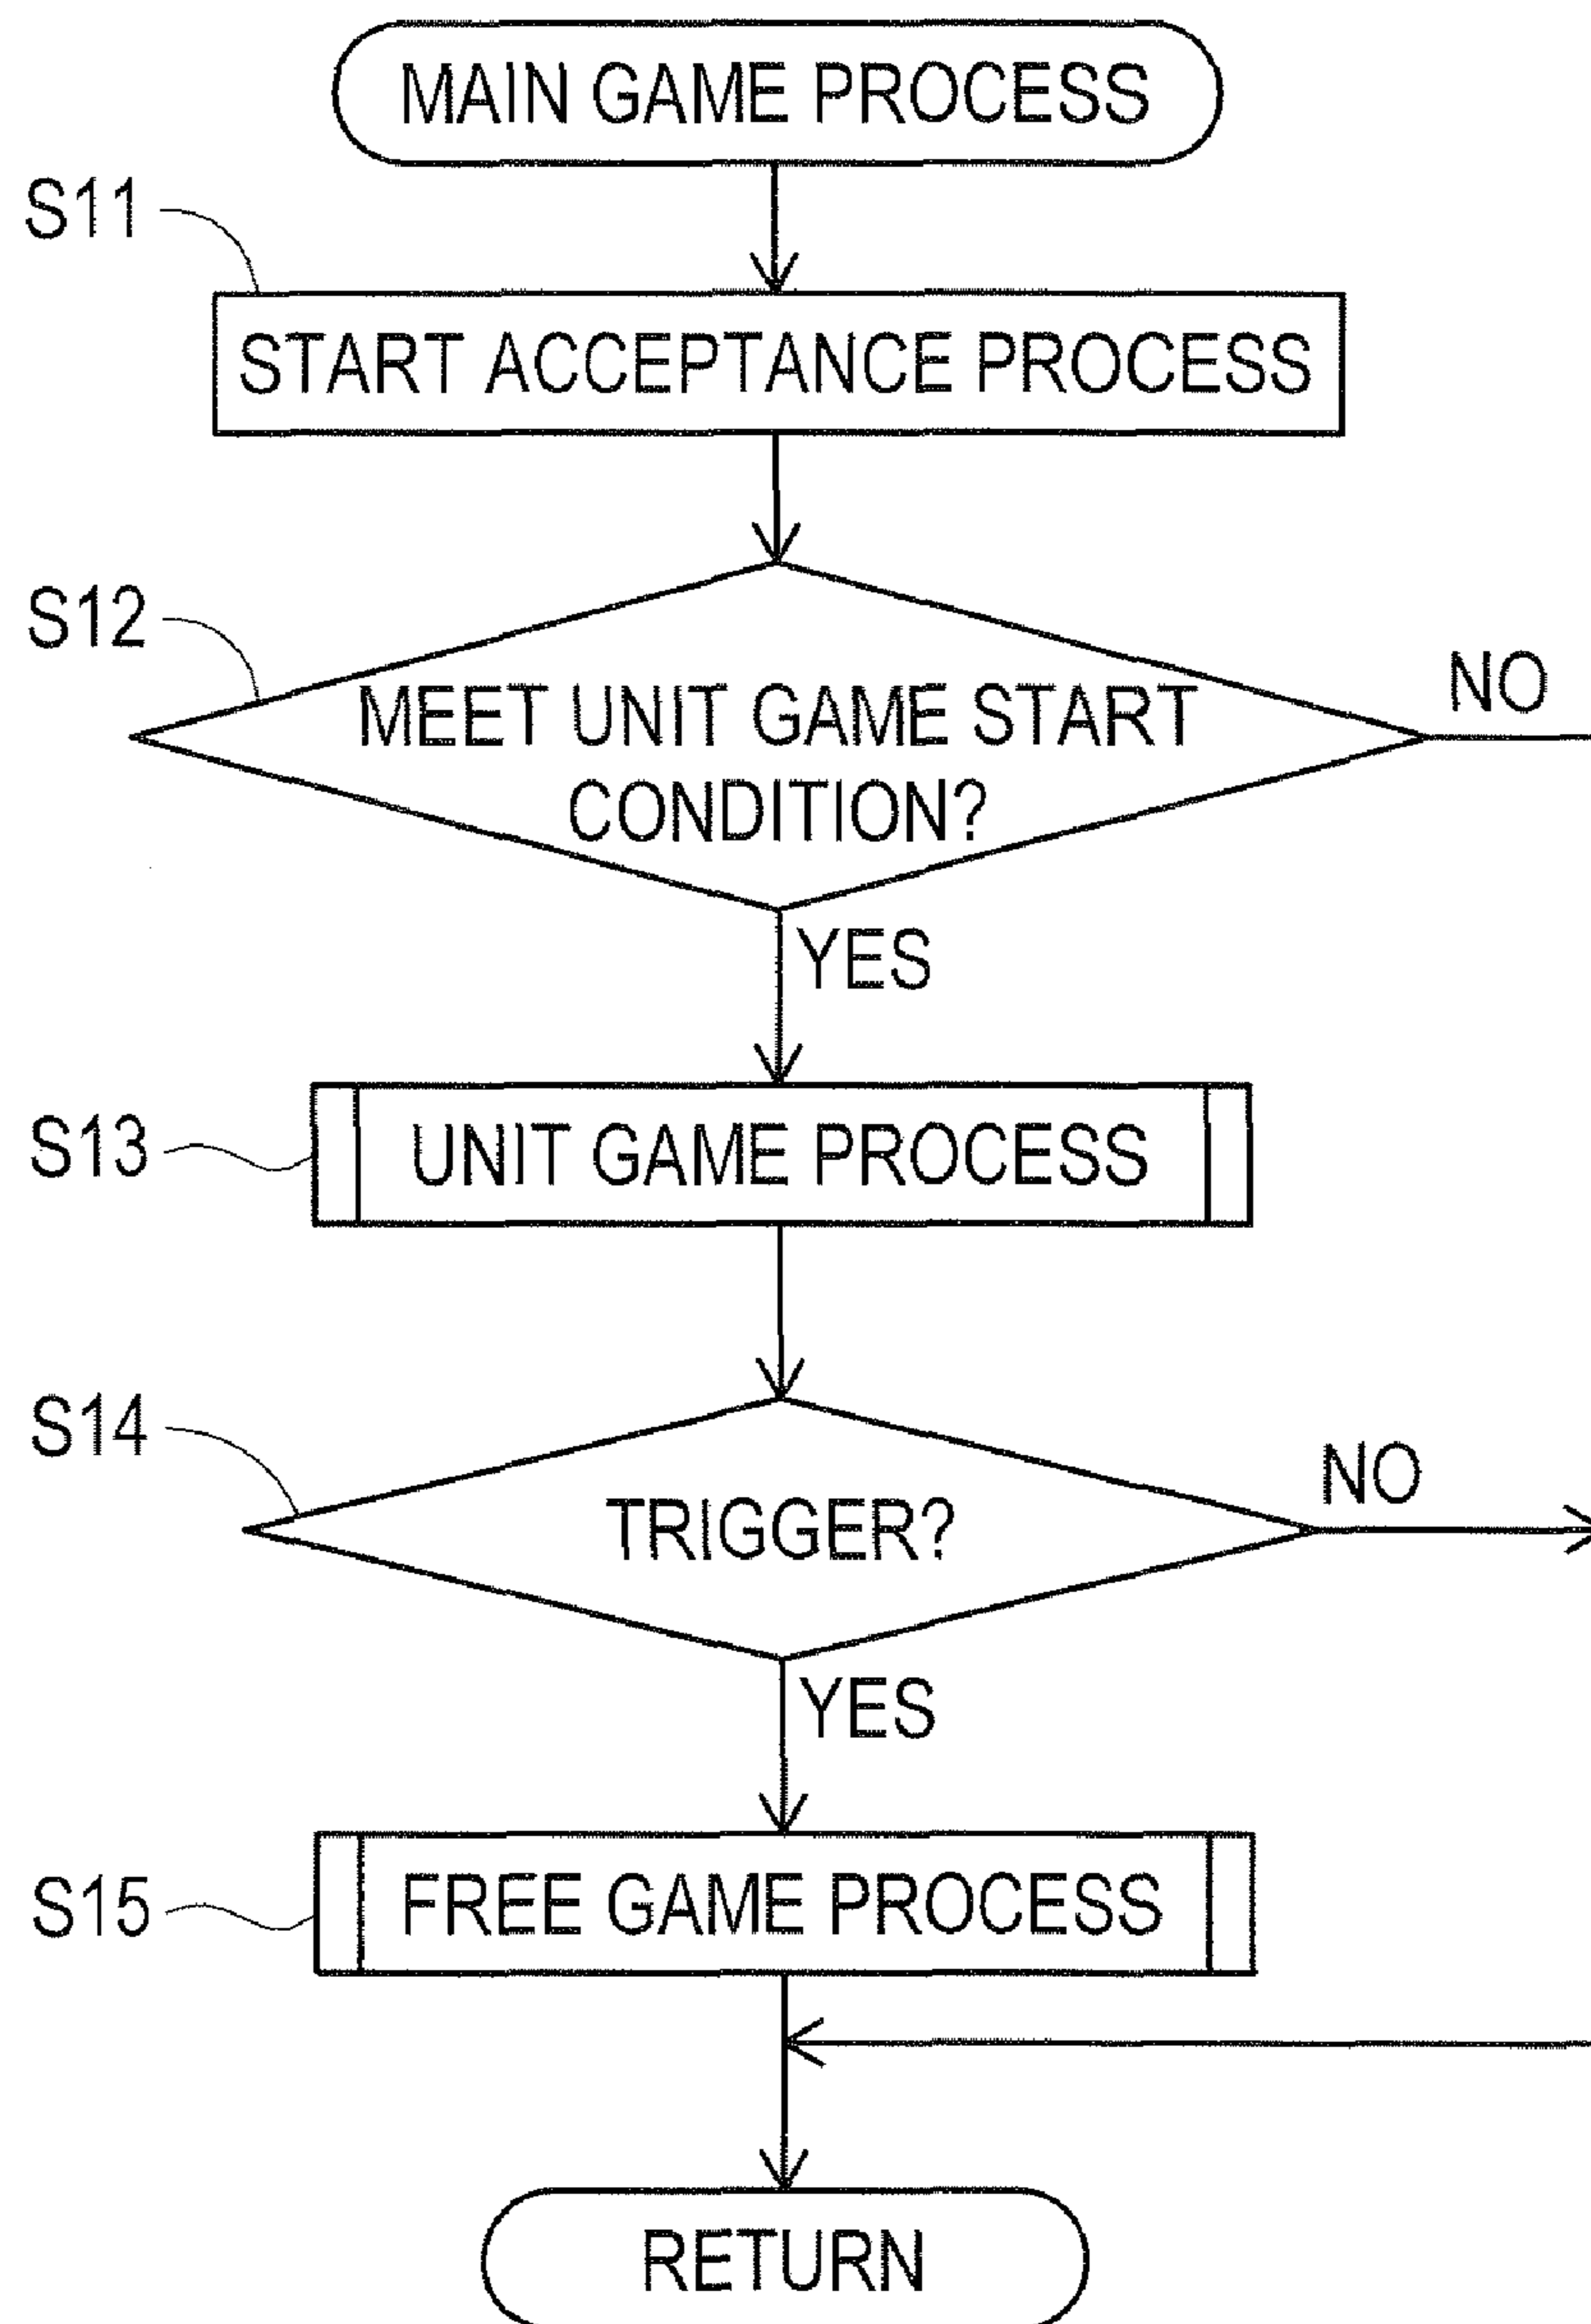 MAIN GAME PROCESS
S11
START ACCEPTANCE PROCESS
S12
MEET UNIT GAME START
CONDITION?
NO
YES
S13
UNIT GAME PROCESS
S14
TRIGGER?
NO
YES
S15
FREE GAME PROCESS
RETURN